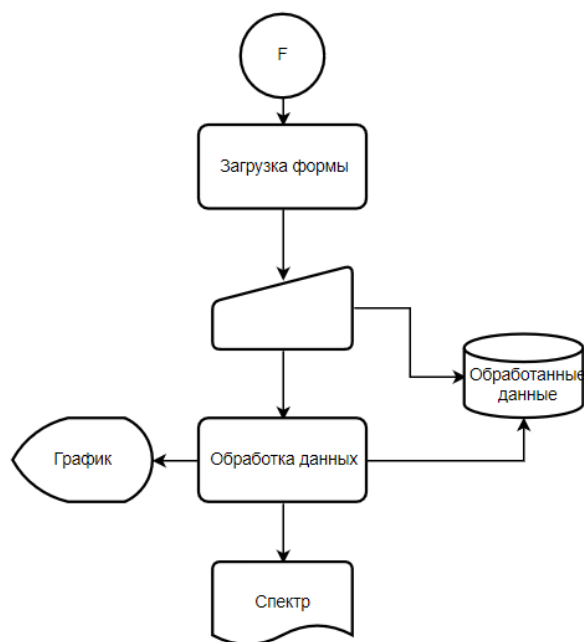 F
Загрузка формы
Обработанные
данные
График
Обработка данных
Спектр